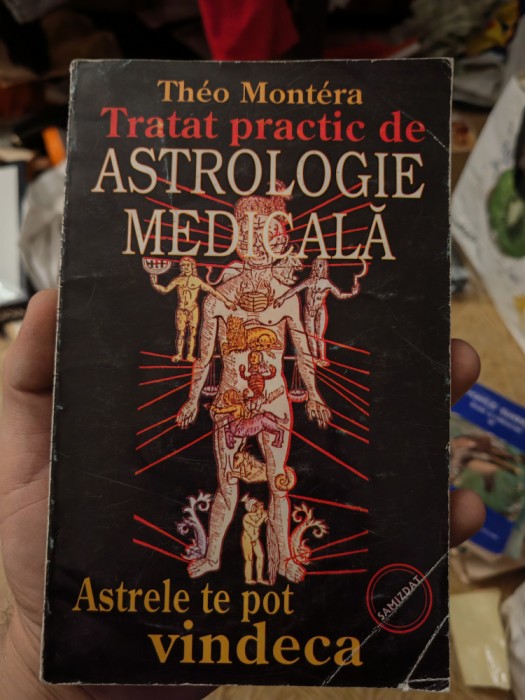 Théo Montéra
Tratat practic de
ASTROLOGIE
MEDICALĂ
Astrele te pot
vindeca
SAMIZDAT